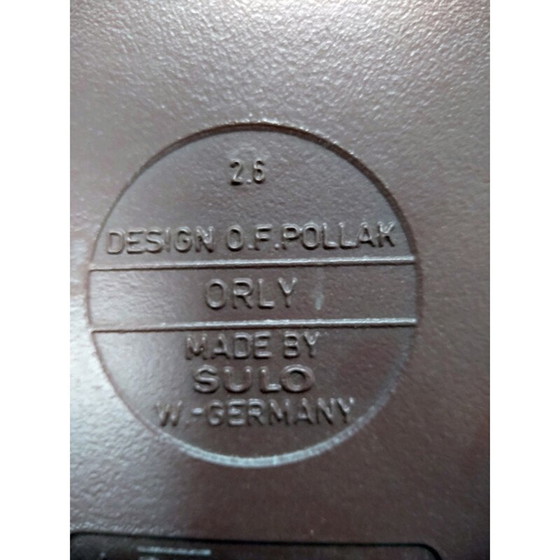 2.6
DESIGN O.F.POLLAK
ORLY
MADE BY
SULO
W.-GERMANY